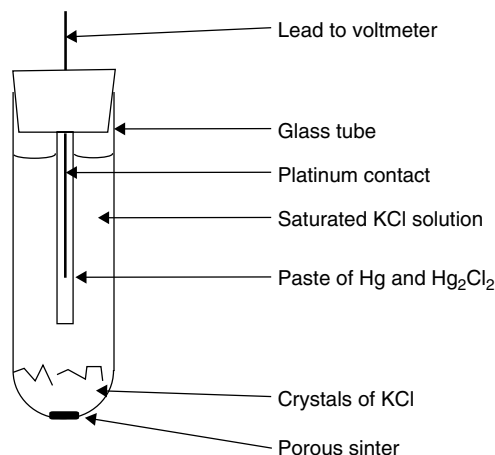 Lead to voltmeter
Glass tube
Platinum contact
Saturated KCl solution
Paste of Hg and Hg₂Cl₂
Crystals of KCl
Porous sinter